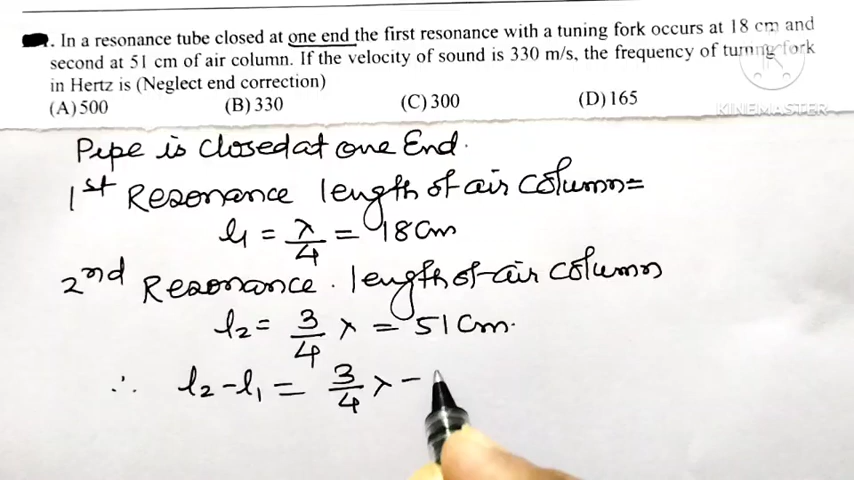 . In a resonance tube closed at one end the first resonance with a tuning fork occurs at 18 cm and
second at 51 cm of air column. If the velocity of sound is 330 m/s, the frequency of tuning fork
in Hertz is (Neglect end correction)
(A) 500 (B) 330 (C) 300 (D) 165
KINEMASTER
Pipe is closed at one End.
1st Resonance length of air column=
l1 = λ/4 = 18 Cm
2nd Resonance. length of air column
l2 = 3/4 λ = 51 Cm.
∴ l2 - l1 = 3/4 λ -